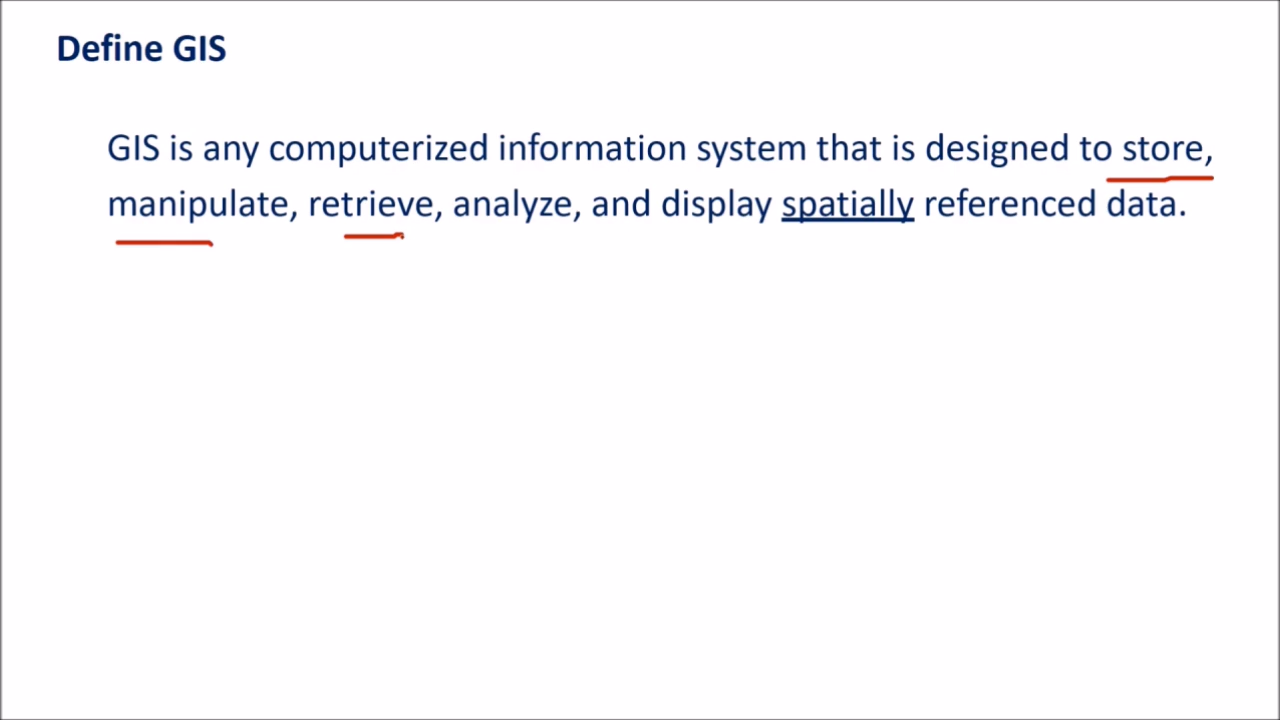 Define GIS
GIS is any computerized information system that is designed to store,
manipulate, retrieve, analyze, and display spatially referenced data.